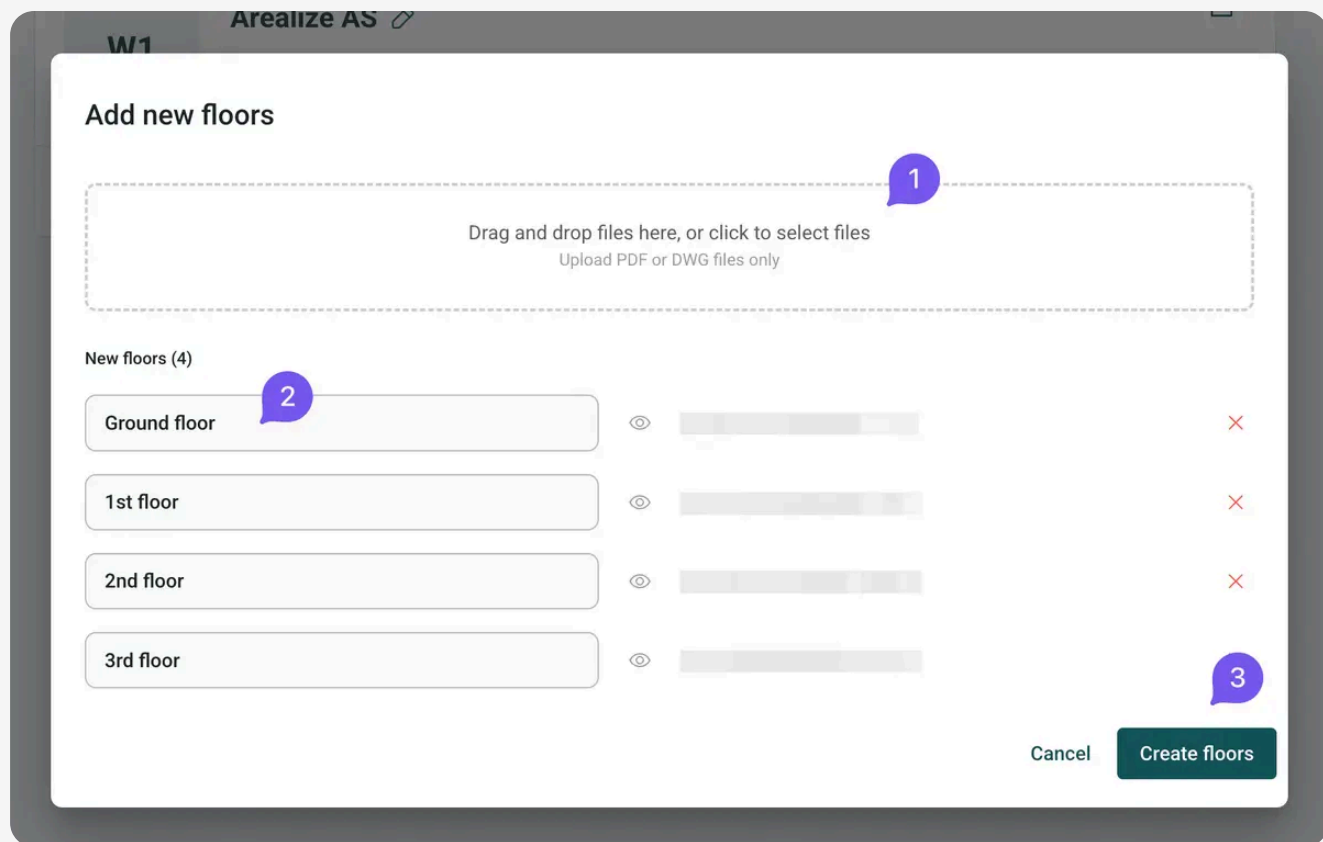 Arealize AS
W1
Add new floors
1
Drag and drop files here, or click to select files
Upload PDF or DWG files only
New floors (4)
2
Ground floor
1st floor
2nd floor
3rd floor
3
Cancel
Create floors